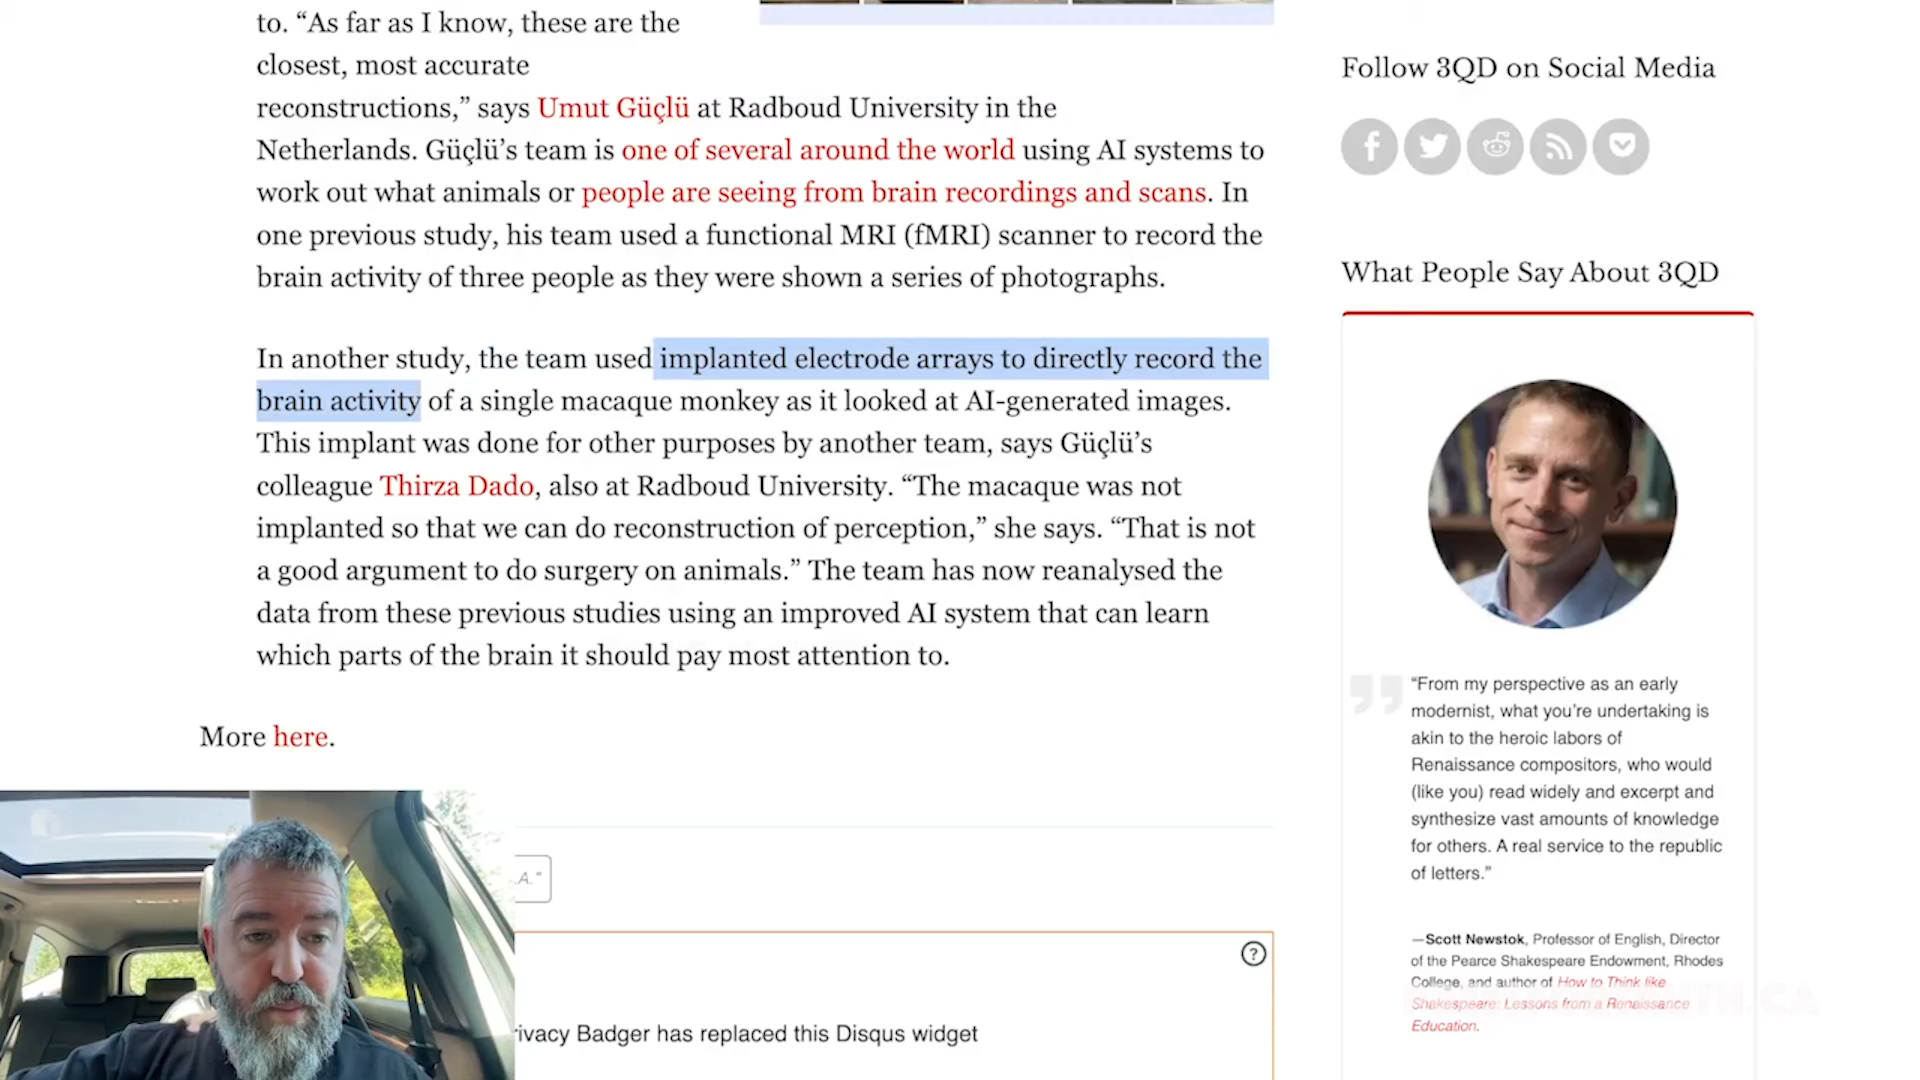 to. “As far as I know, these are the
closest, most accurate
reconstructions,” says Umut Güçlü at Radboud University in the
Netherlands. Güçlü’s team is one of several around the world using AI systems to
work out what animals or people are seeing from brain recordings and scans. In
one previous study, his team used a functional MRI (fMRI) scanner to record the
brain activity of three people as they were shown a series of photographs.
In another study, the team used implanted electrode arrays to directly record the
brain activity of a single macaque monkey as it looked at AI-generated images.
This implant was done for other purposes by another team, says Güçlü’s
colleague Thirza Dado, also at Radboud University. “The macaque was not
implanted so that we can do reconstruction of perception,” she says. “That is not
a good argument to do surgery on animals.” The team has now reanalysed the
data from these previous studies using an improved AI system that can learn
which parts of the brain it should pay most attention to.
More here.
A.”
rivacy Badger has replaced this Disqus widget
Follow 3QD on Social Media
What People Say About 3QD
“From my perspective as an early
modernist, what you’re undertaking is
akin to the heroic labors of
Renaissance compositors, who would
(like you) read widely and excerpt and
synthesize vast amounts of knowledge
for others. A real service to the republic
of letters.”
—Scott Newstok, Professor of English, Director
of the Pearce Shakespeare Endowment, Rhodes
College, and author of How to Think like
Shakespeare: Lessons from a Renaissance
Education.